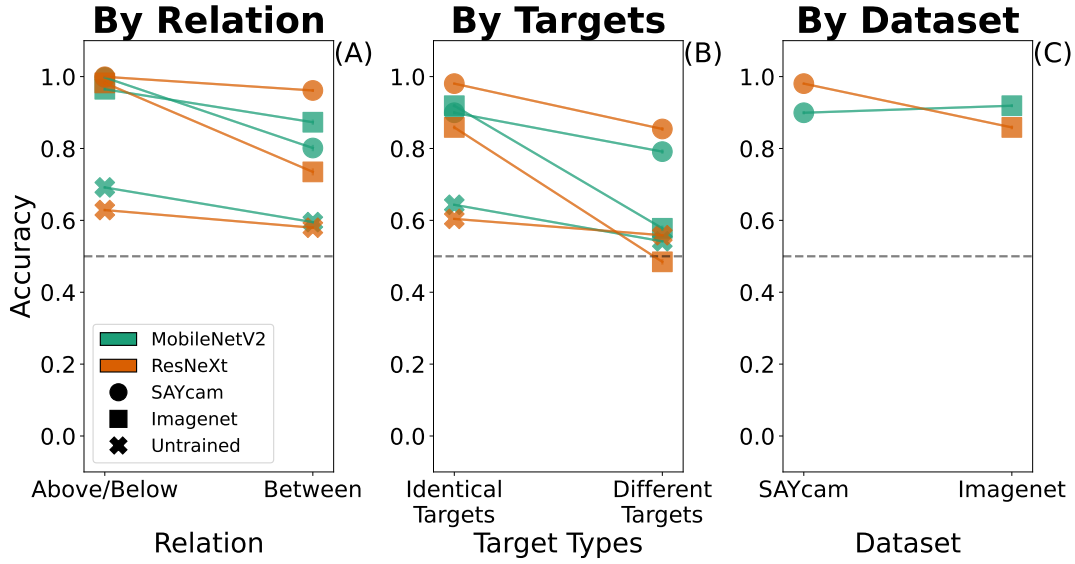 By Relation
(A)
Accuracy
1.0
0.8
0.6
0.4
0.2
0.0
MobileNetV2
ResNeXt
SAYcam
Imagenet
Untrained
Above/Below
Between
Relation
By Targets
(B)
1.0
0.8
0.6
0.4
0.2
0.0
Identical
Targets
Different
Targets
Target Types
By Dataset
(C)
1.0
0.8
0.6
0.4
0.2
0.0
SAYcam
Imagenet
Dataset